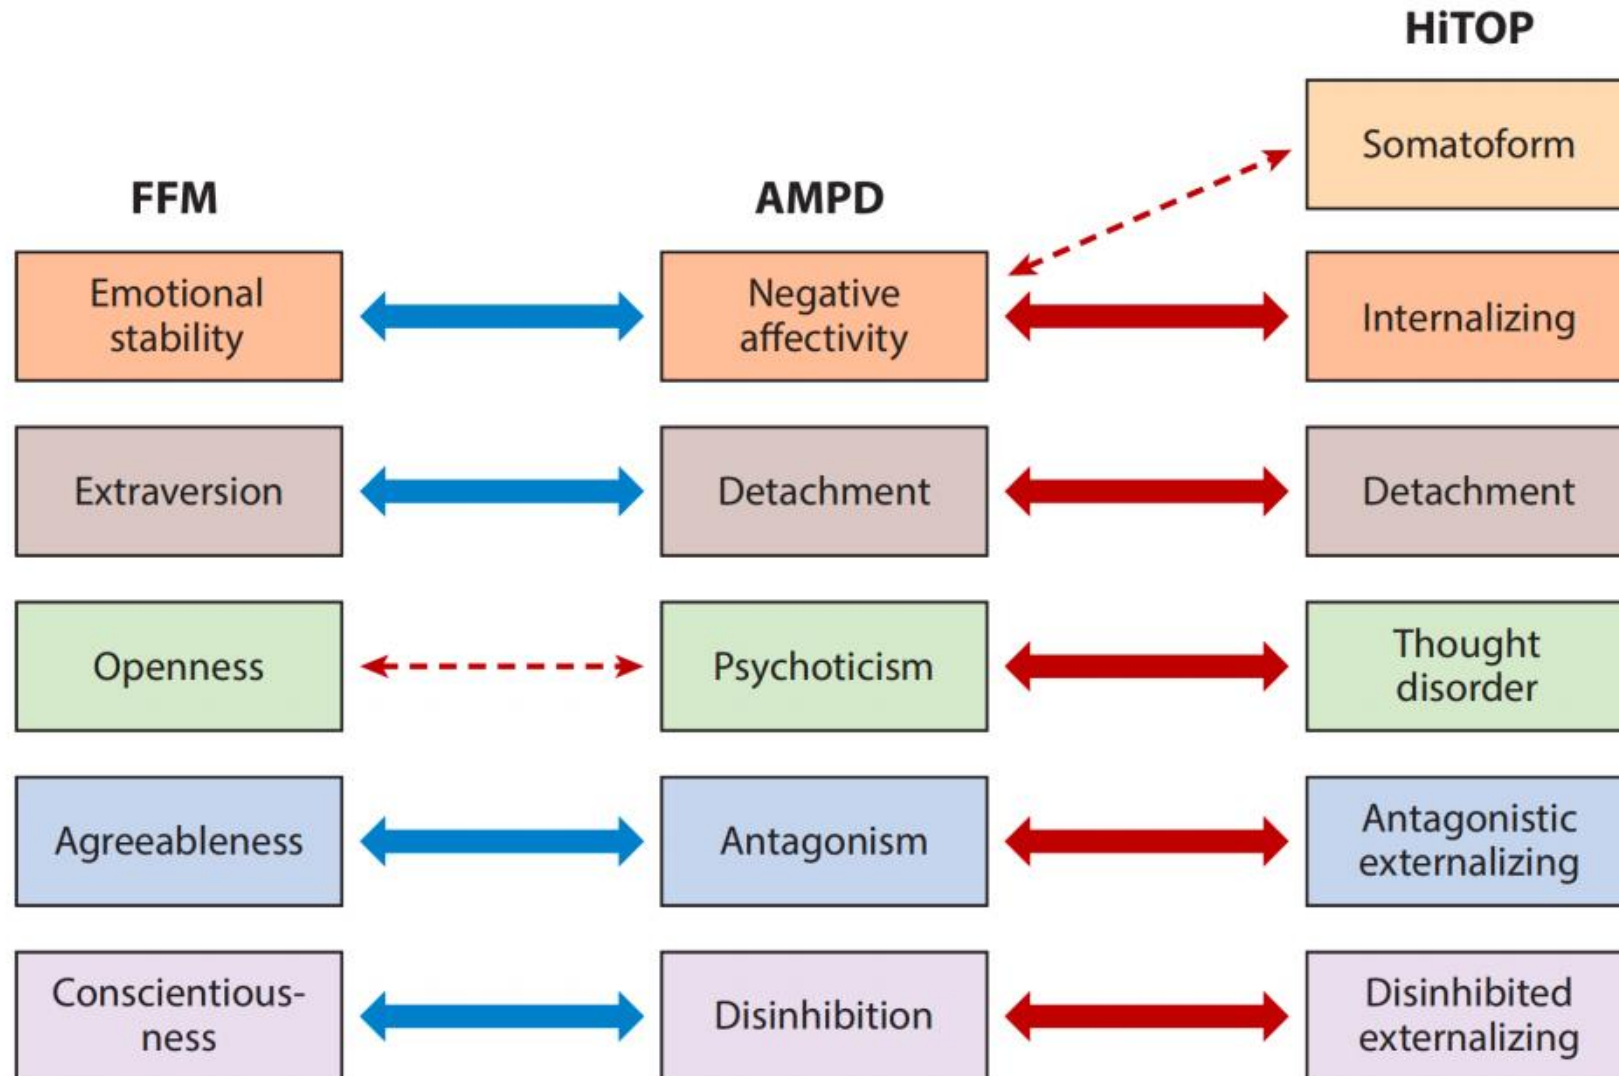 HiTOP
Somatoform
FFM
AMPD
Emotional
stability
Negative
affectivity
Internalizing
Extraversion
Detachment
Detachment
Openness
Psychoticism
Thought
disorder
Agreeableness
Antagonism
Antagonistic
externalizing
Conscientious-
ness
Disinhibition
Disinhibited
externalizing